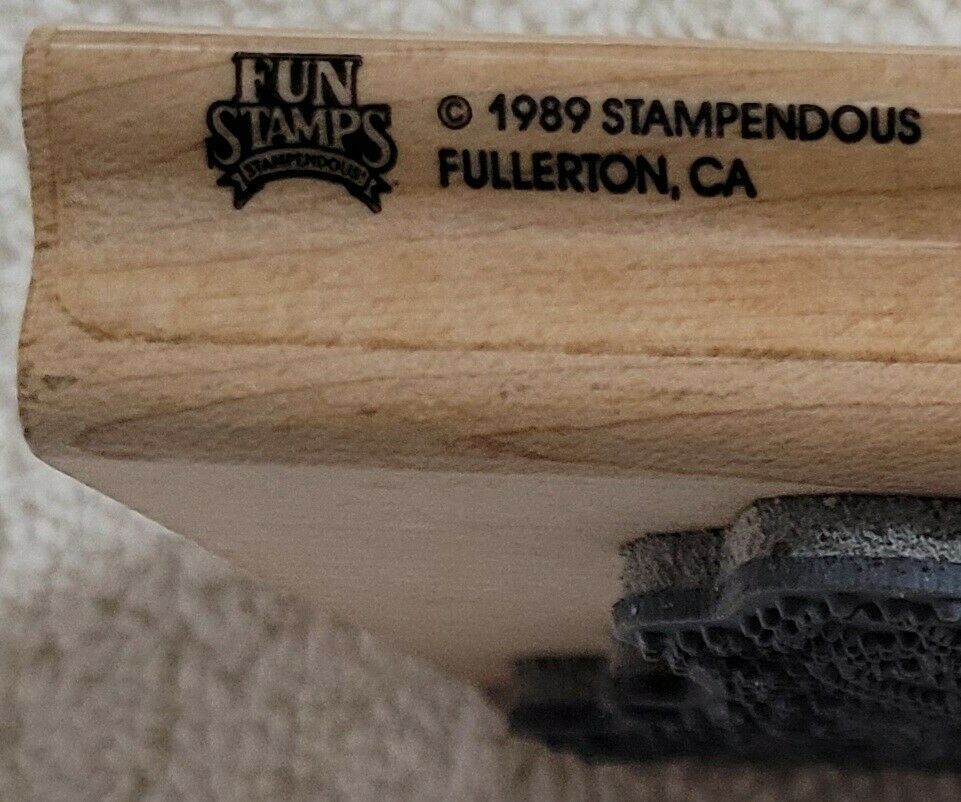 FUN
STAMPS
STAMPENDOUS!
© 1989 STAMPENDOUS
FULLERTON, CA